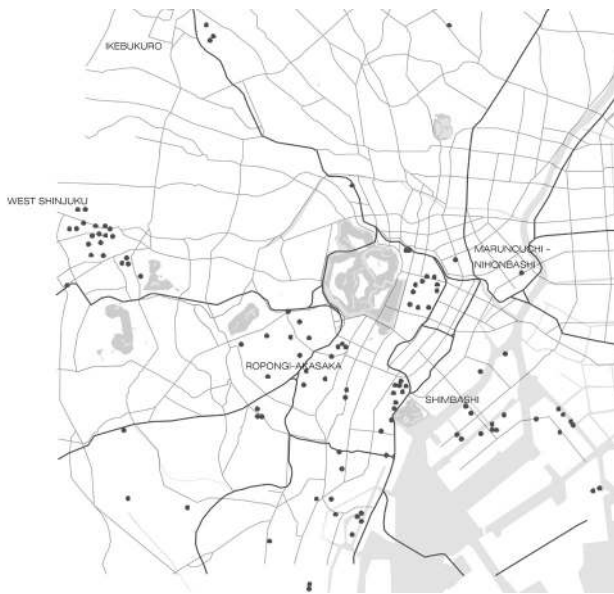 IKEBUKURO
WEST SHINJUKU
MARUNOUCHI -
NIHONBASHI
ROPONGI-AKASAKA
SHIMBASHI